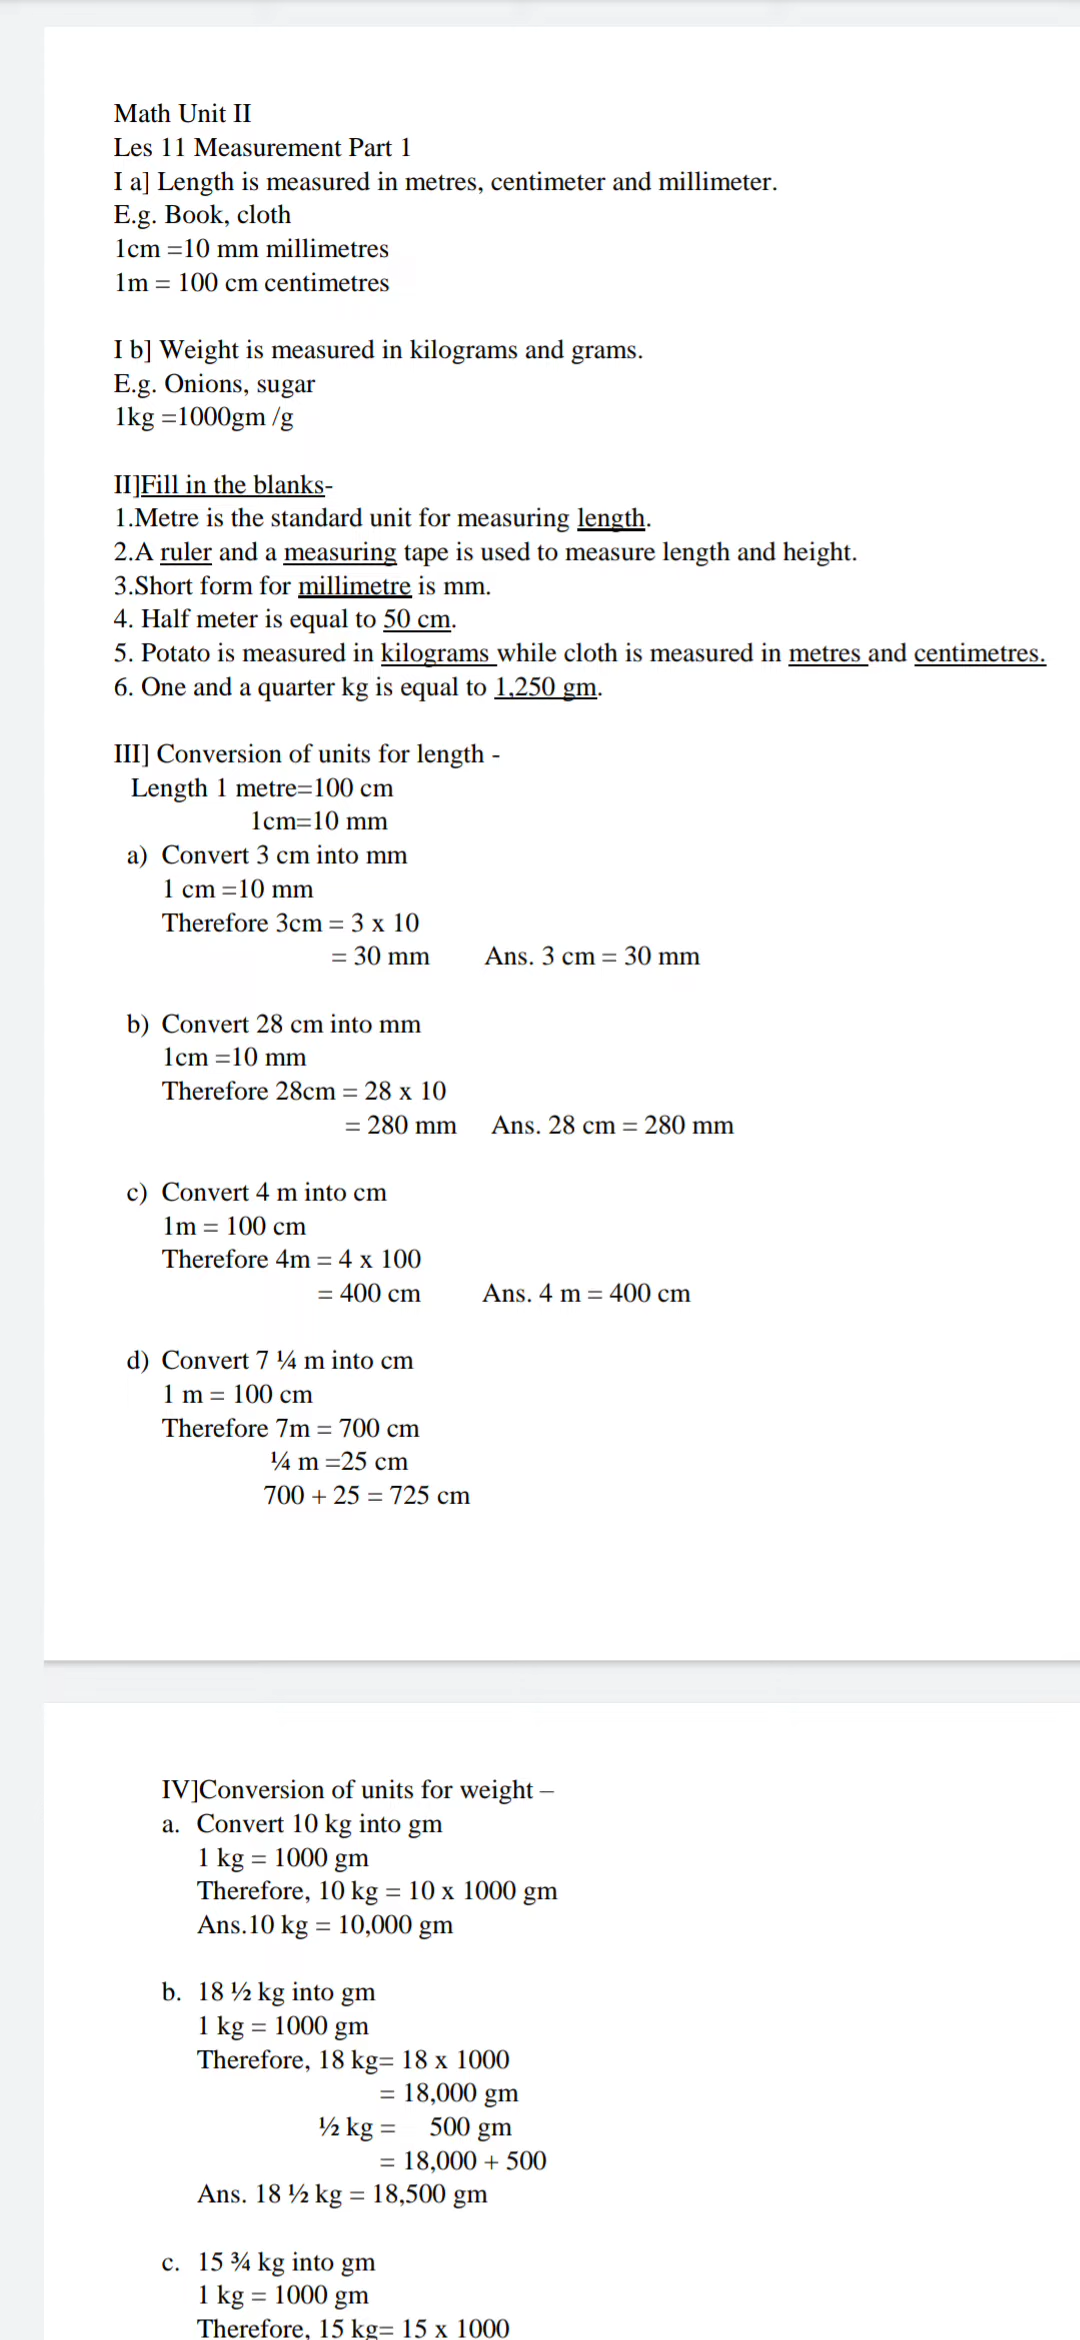 Math Unit II
Les 11 Measurement Part 1
I a] Length is measured in metres, centimeter and millimeter.
E.g. Book, cloth
1cm =10 mm millimetres
1m = 100 cm centimetres
I b] Weight is measured in kilograms and grams.
E.g. Onions, sugar
1kg =1000gm /g
II]Fill in the blanks-
1.Metre is the standard unit for measuring length.
2.A ruler and a measuring tape is used to measure length and height.
3.Short form for millimetre is mm.
4. Half meter is equal to 50 cm.
5. Potato is measured in kilograms while cloth is measured in metres and centimetres.
6. One and a quarter kg is equal to 1,250 gm.
III] Conversion of units for length -
Length 1 metre=100 cm
1cm=10 mm
a) Convert 3 cm into mm
1 cm =10 mm
Therefore 3cm = 3 x 10
= 30 mm Ans. 3 cm = 30 mm
b) Convert 28 cm into mm
1cm =10 mm
Therefore 28cm = 28 x 10
= 280 mm Ans. 28 cm = 280 mm
c) Convert 4 m into cm
1m = 100 cm
Therefore 4m = 4 x 100
= 400 cm Ans. 4 m = 400 cm
d) Convert 7 ¼ m into cm
1 m = 100 cm
Therefore 7m = 700 cm
¼ m =25 cm
700 + 25 = 725 cm
IV]Conversion of units for weight –
a. Convert 10 kg into gm
1 kg = 1000 gm
Therefore, 10 kg = 10 x 1000 gm
Ans.10 kg = 10,000 gm
b. 18 ½ kg into gm
1 kg = 1000 gm
Therefore, 18 kg= 18 x 1000
= 18,000 gm
½ kg = 500 gm
= 18,000 + 500
Ans. 18 ½ kg = 18,500 gm
c. 15 ¾ kg into gm
1 kg = 1000 gm
Therefore, 15 kg= 15 x 1000